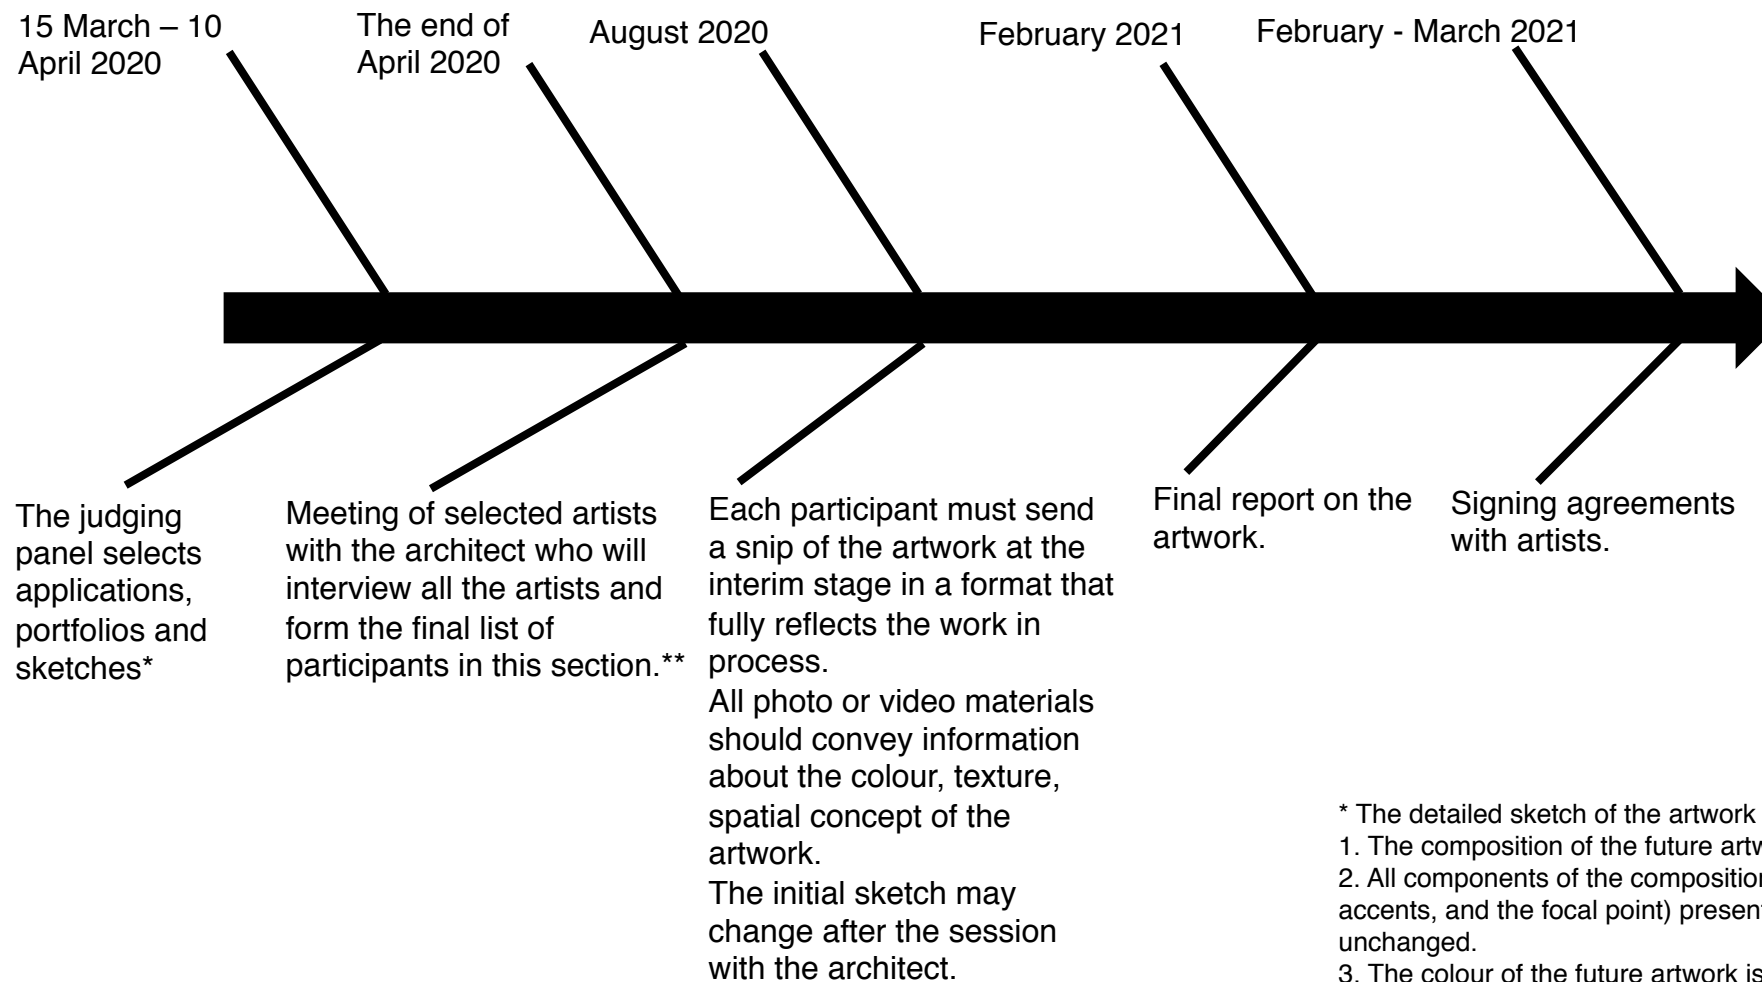 15 March – 10
April 2020
The end of
April 2020
August 2020
February 2021
February - March 2021
The judging
panel selects
applications,
portfolios and
sketches*
Meeting of selected artists
with the architect who will
interview all the artists and
form the final list of
participants in this section.**
Each participant must send
a snip of the artwork at the
interim stage in a format that
fully reflects the work in
process.
All photo or video materials
should convey information
about the colour, texture,
spatial concept of the
artwork.
The initial sketch may
change after the session
with the architect.
Final report on the
artwork.
Signing agreements
with artists.
* The detailed sketch of the artwork
1. The composition of the future
2. All components of the composition
accents, and the focal point)
unchanged.
3. The colour of the future artwork is